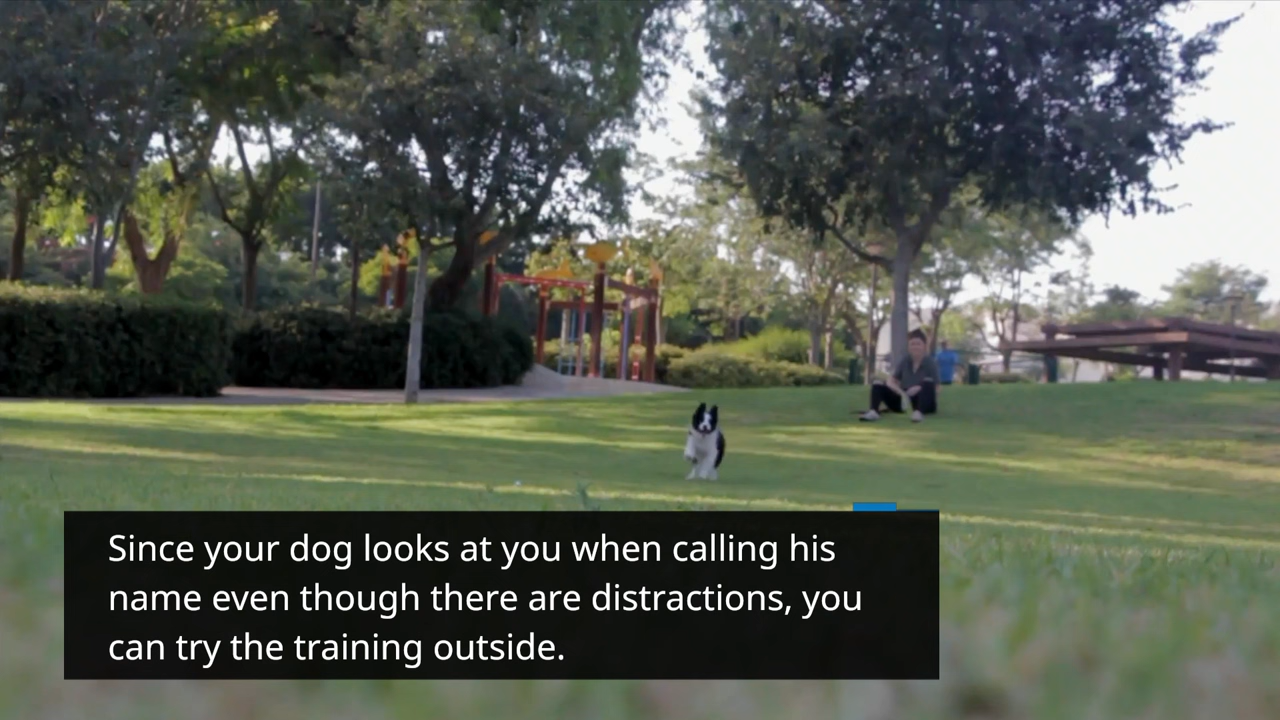 Since your dog looks at you when calling his
name even though there are distractions, you
can try the training outside.